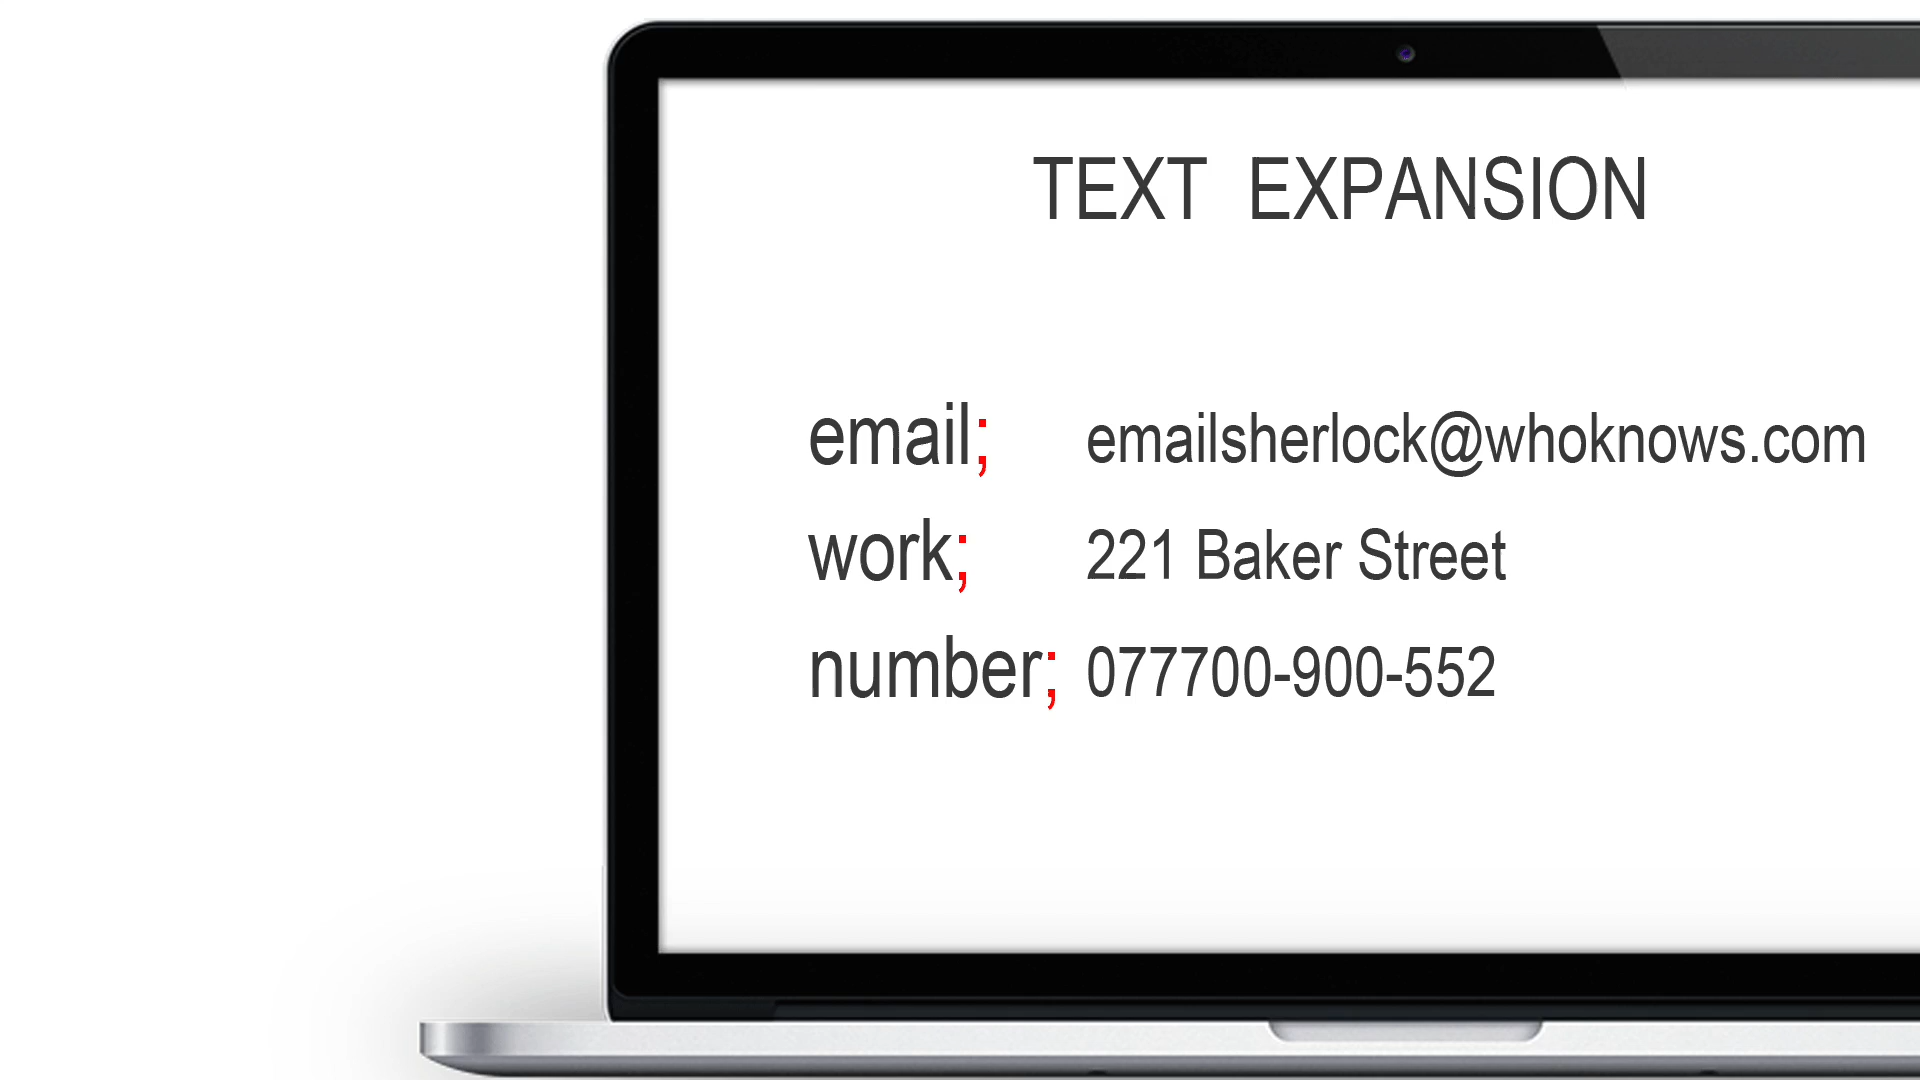 TEXT EXPANSION
email; emailsherlock@whoknows.com
work; 221 Baker Street
number; 077700-900-552